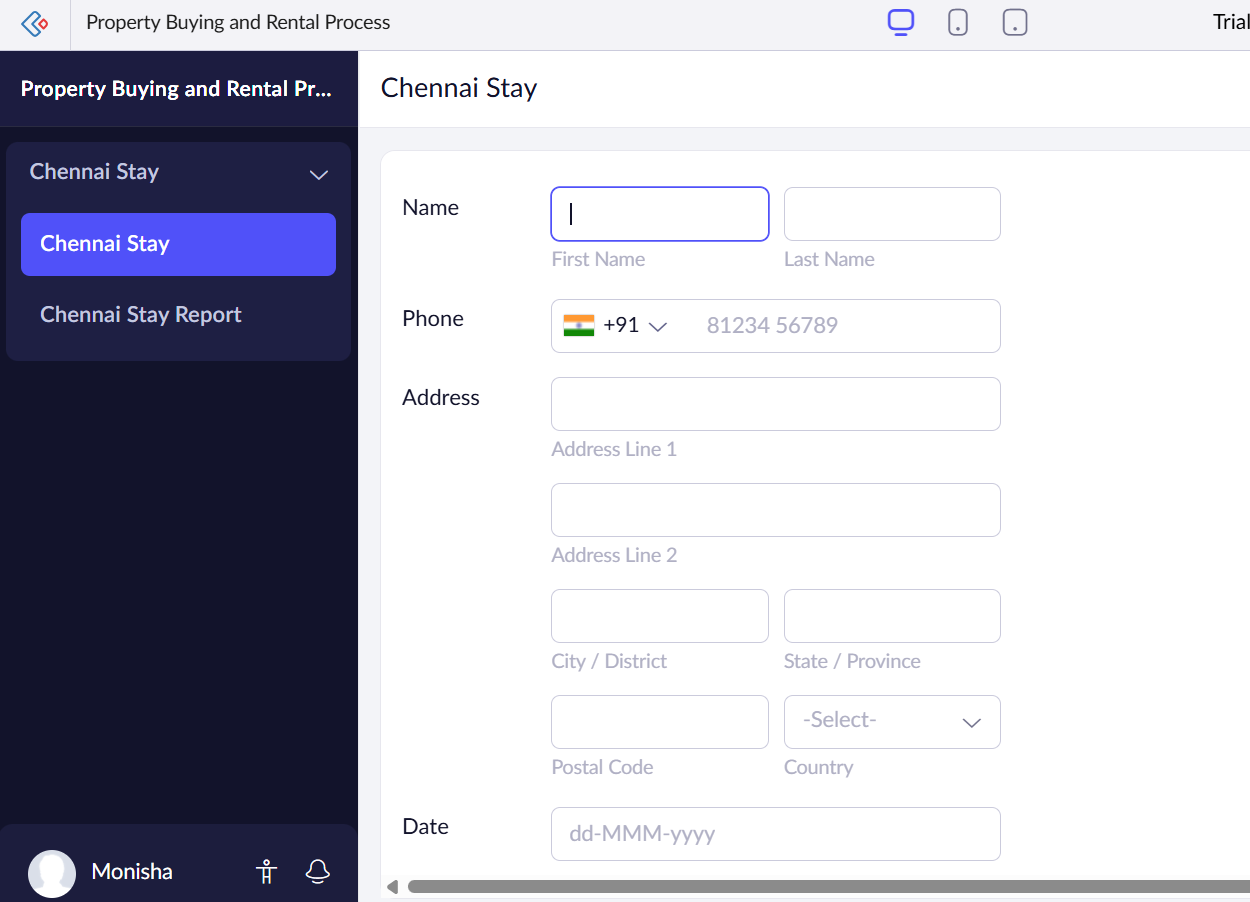 Property Buying and Rental Process
Trial
Property Buying and Rental Pr...
Chennai Stay
Chennai Stay
Chennai Stay Report
Monisha
Chennai Stay
Name
First Name
Last Name
Phone
+91
81234 56789
Address
Address Line 1
Address Line 2
City / District
State / Province
-Select-
Postal Code
Country
Date
dd-MMM-yyyy